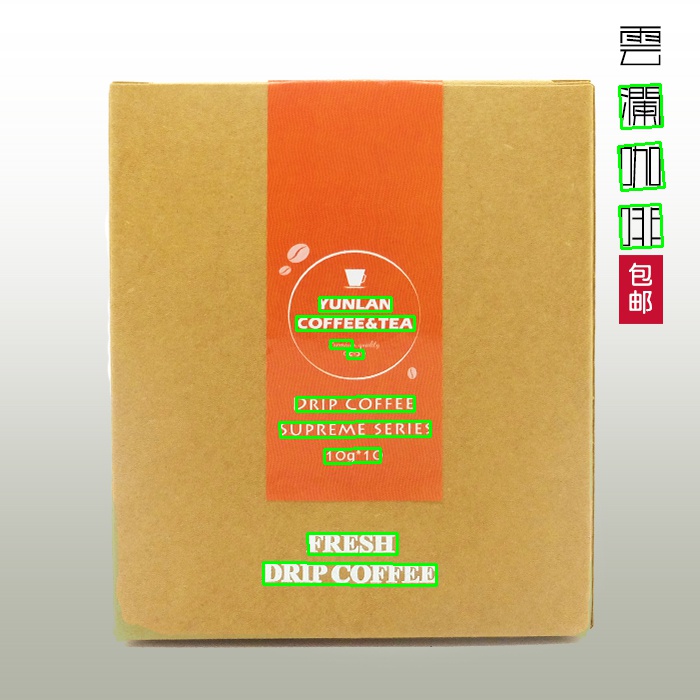 雲
瀾
咖
啡
包
邮
YUNLAN
COFFEE&TEA
DRIP COFFEE
SUPREME SERIES
10g*10
FRESH
DRIP COFFEE